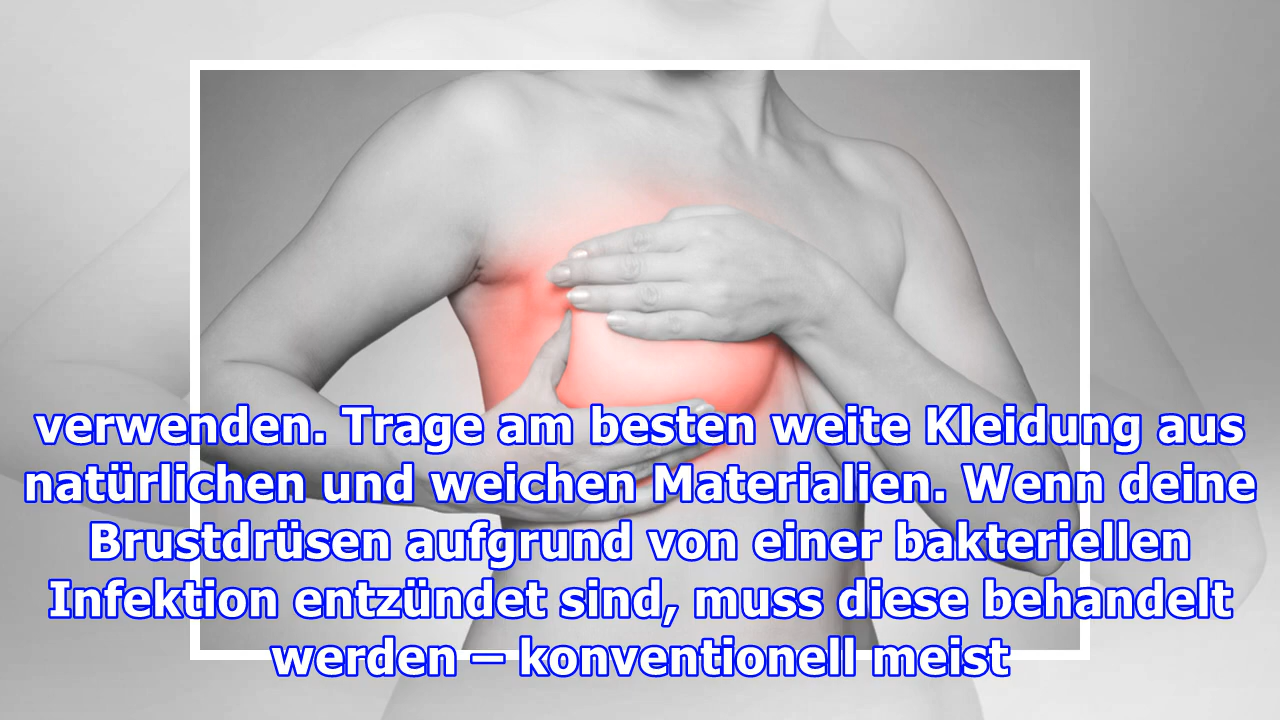 verwenden. Trage am besten weite Kleidung aus
natürlichen und weichen Materialien. Wenn deine
Brustdrüsen aufgrund von einer bakteriellen
Infektion entzündet sind, muss diese behandelt
werden – konventionell meist